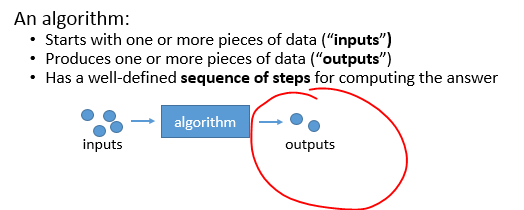 An algorithm:
• Starts with one or more pieces of data (“inputs”)
• Produces one or more pieces of data (“outputs”)
• Has a well-defined sequence of steps for computing the answer
algorithm
inputs
outputs